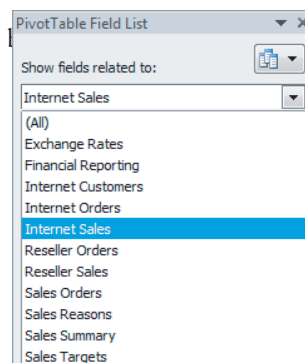 PivotTable Field List
Show fields related to:
Internet Sales
(All)
Exchange Rates
Financial Reporting
Internet Customers
Internet Orders
Internet Sales
Reseller Orders
Reseller Sales
Sales Orders
Sales Reasons
Sales Summary
Sales Targets